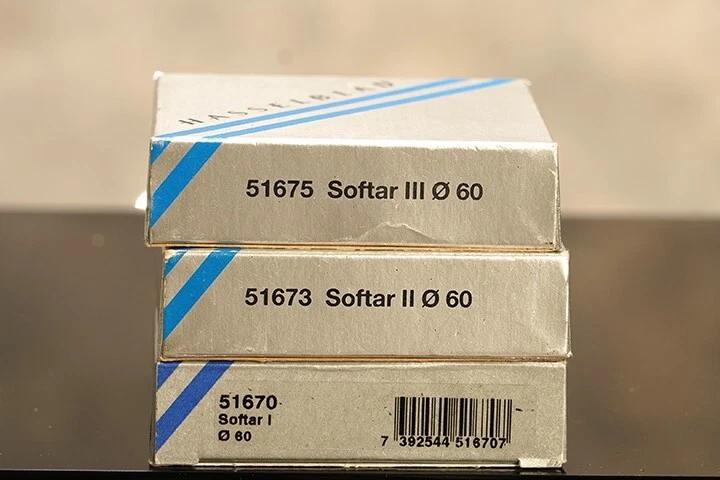 HASSELBLAD
51675 Softar III Ø 60
51673 Softar II Ø 60
51670
Softar I
Ø 60
7 392544 516707